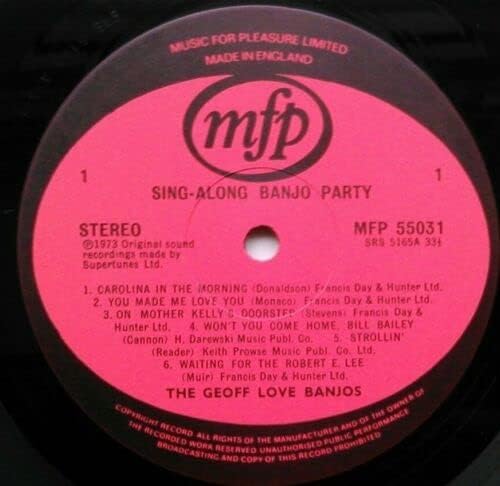 MUSIC FOR PLEASURE LIMITED
MADE IN ENGLAND
mfp
1 1
SING-ALONG BANJO PARTY
STEREO MFP 55031
℗1973 Original sound SRS 5165A 33⅓
recordings made by
Supertunes Ltd.
1. CAROLINA IN THE MORNING (Donaldson) Francis Day & Hunter Ltd.
2. YOU MADE ME LOVE YOU (Monaco) Francis Day & Hunter Ltd.
3. ON MOTHER KELLY'S DOORSTEP (Stevens) Francis Day &
Hunter Ltd. 4. WON'T YOU COME HOME, BILL BAILEY
(Cannon) H. Darewski Music Publ. Co. 5. STROLLIN'
(Reader) Keith Prowse Music Publ. Co. Ltd.
6. WAITING FOR THE ROBERT E. LEE
(Muir) Francis Day & Hunter Ltd.
THE GEOFF LOVE BANJOS
COPYRIGHT RECORD. ALL RIGHTS OF THE MANUFACTURER AND OF THE OWNER OF
THE RECORDED WORK RESERVED. UNAUTHORISED PUBLIC PERFORMANCE
BROADCASTING AND COPY OF THIS RECORD PROHIBITED